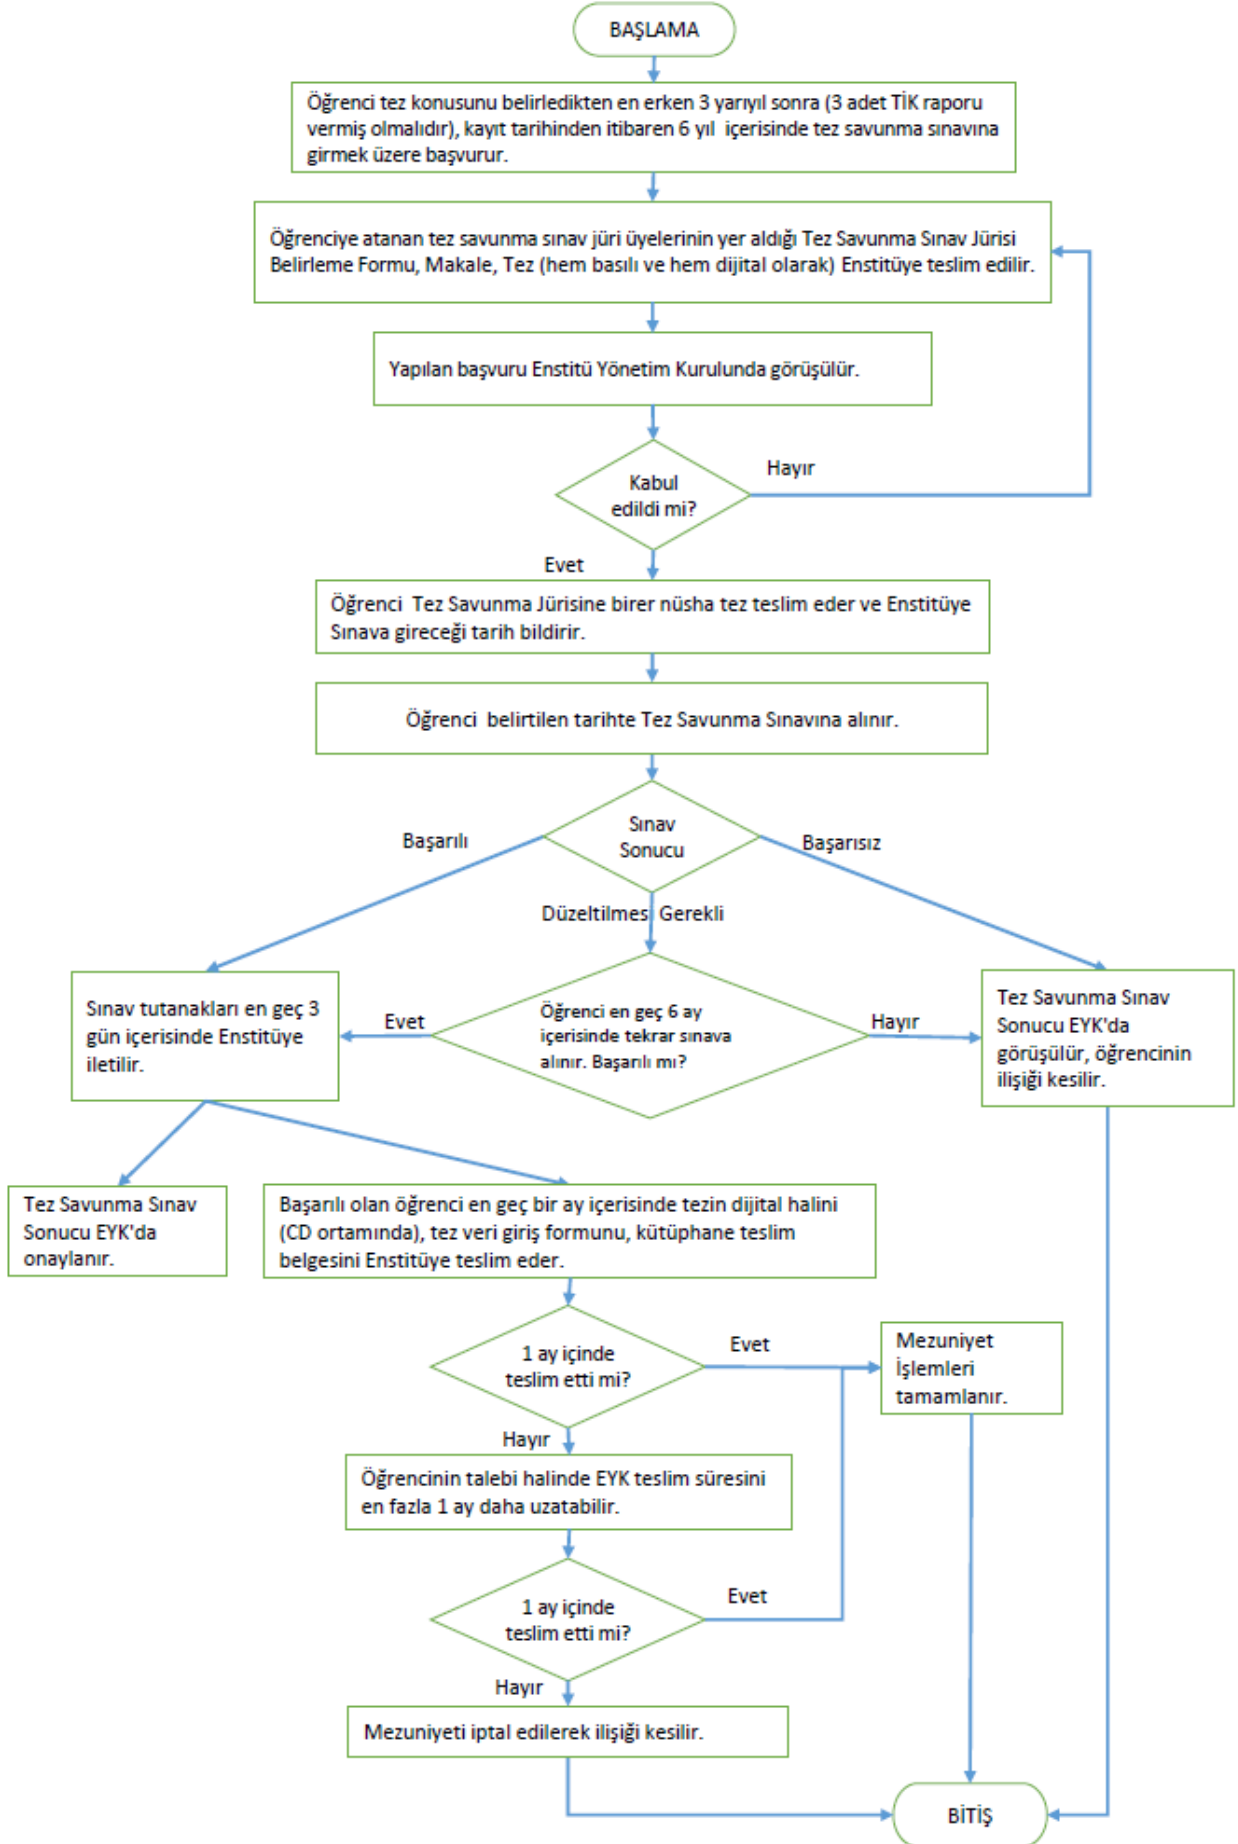 BAŞLAMA
Öğrenci tez konusunu belirledikten en erken 3 yarıyıl sonra (3 adet TİK raporu
vermiş olmalıdır), kayıt tarihinden itibaren 6 yıl içerisinde tez savunma sınavına
girmek üzere başvurur.
Öğrenciye atanan tez savunma sınav jüri üyelerinin yer aldığı Tez Savunma Sınav Jürisi
Belirleme Formu, Makale, Tez (hem basılı ve hem dijital olarak) Enstitüye teslim edilir.
Yapılan başvuru Enstitü Yönetim Kurulunda görüşülür.
Kabul
edildi mi?
Hayır
Evet
Öğrenci Tez Savunma Jürisine birer nüsha tez teslim eder ve Enstitüye
Sınava gireceği tarih bildirir.
Öğrenci belirtilen tarihte Tez Savunma Sınavına alınır.
Sınav
Sonucu
Başarılı
Başarısız
Düzeltilmesi Gerekli
Sınav tutanakları en geç 3
gün içerisinde Enstitüye
iletilir.
Evet
Öğrenci en geç 6 ay
içerisinde tekrar sınava
alınır. Başarılı mı?
Hayır
Tez Savunma Sınav
Sonucu EYK'da
görüşülür, öğrencinin
ilişiği kesilir.
Tez Savunma Sınav
Sonucu EYK'da
onaylanır.
Başarılı olan öğrenci en geç bir ay içerisinde tezin dijital halini
(CD ortamında), tez veri giriş formunu, kütüphane teslim
belgesini Enstitüye teslim eder.
1 ay içinde
teslim etti mi?
Evet
Mezuniyet
İşlemleri
tamamlanır.
Hayır
Öğrencinin talebi halinde EYK teslim süresini
en fazla 1 ay daha uzatabilir.
1 ay içinde
teslim etti mi?
Evet
Hayır
Mezuniyeti iptal edilerek ilişiği kesilir.
BİTİŞ